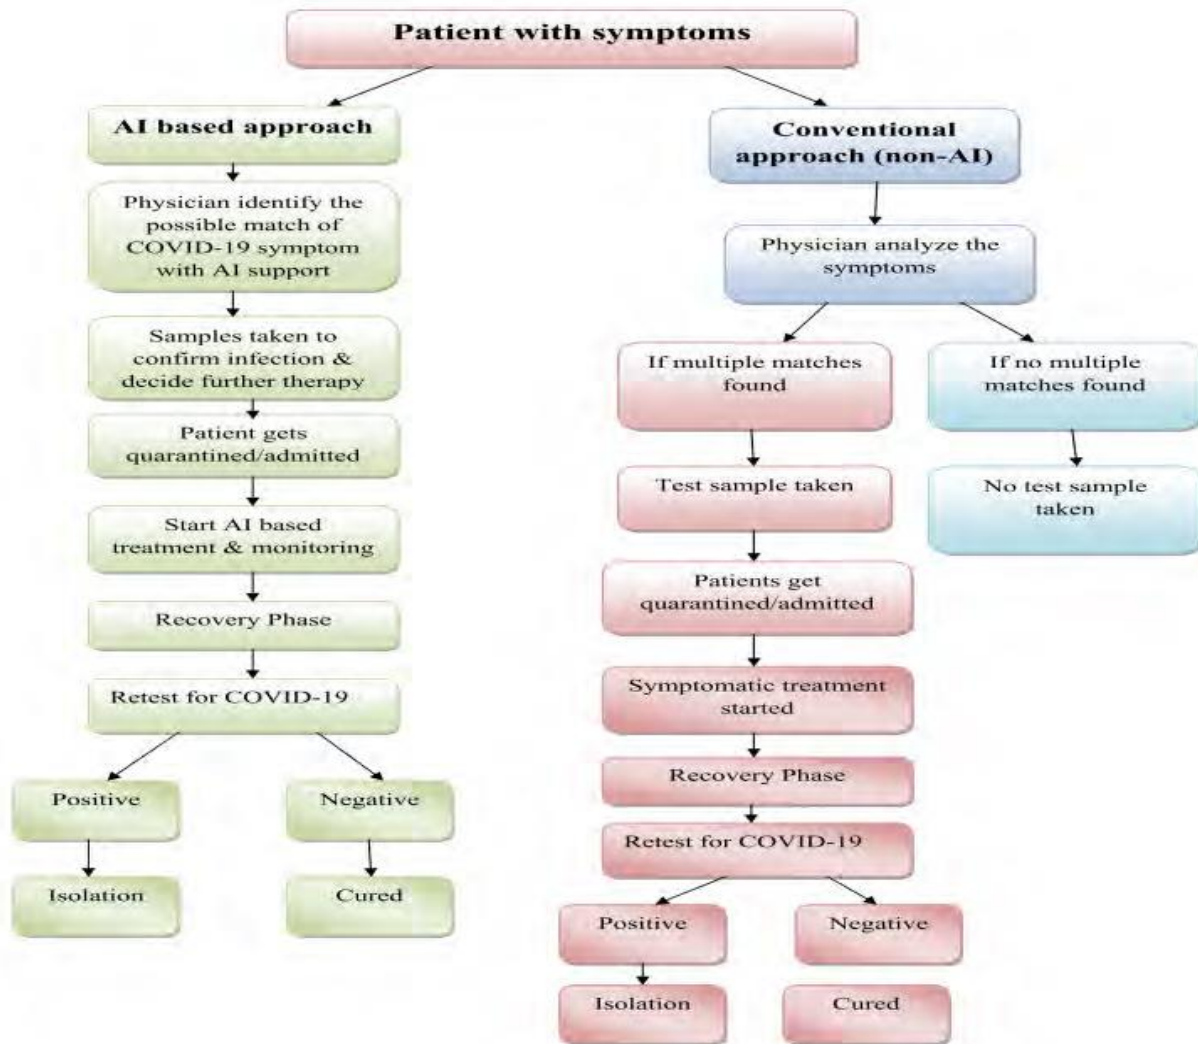 Patient with symptoms
AI based approach
Physician identify the
possible match of
COVID-19 symptom
with AI support
Samples taken to
confirm infection &
decide further therapy
Patient gets
quarantined/admitted
Start AI based
treatment & monitoring
Recovery Phase
Retest for COVID-19
Positive
Negative
Isolation
Cured
Conventional
approach (non-AI)
Physician analyze the
symptoms
If multiple matches
found
If no multiple
matches found
Test sample taken
No test sample
taken
Patients get
quarantined/admitted
Symptomatic treatment
started
Recovery Phase
Retest for COVID-19
Positive
Negative
Isolation
Cured